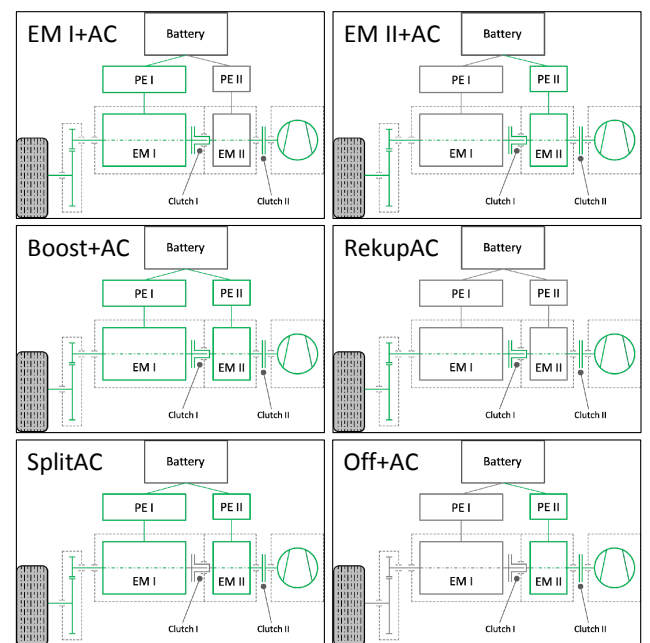 EM I+AC
Battery
PE I
PE II
EM I
EM II
Clutch I
Clutch II
EM II+AC
Battery
PE I
PE II
EM I
EM II
Clutch I
Clutch II
Boost+AC
Battery
PE I
PE II
EM I
EM II
Clutch I
Clutch II
RekupAC
Battery
PE I
PE II
EM I
EM II
Clutch I
Clutch II
SplitAC
Battery
PE I
PE II
EM I
EM II
Clutch I
Clutch II
Off+AC
Battery
PE I
PE II
EM I
EM II
Clutch I
Clutch II